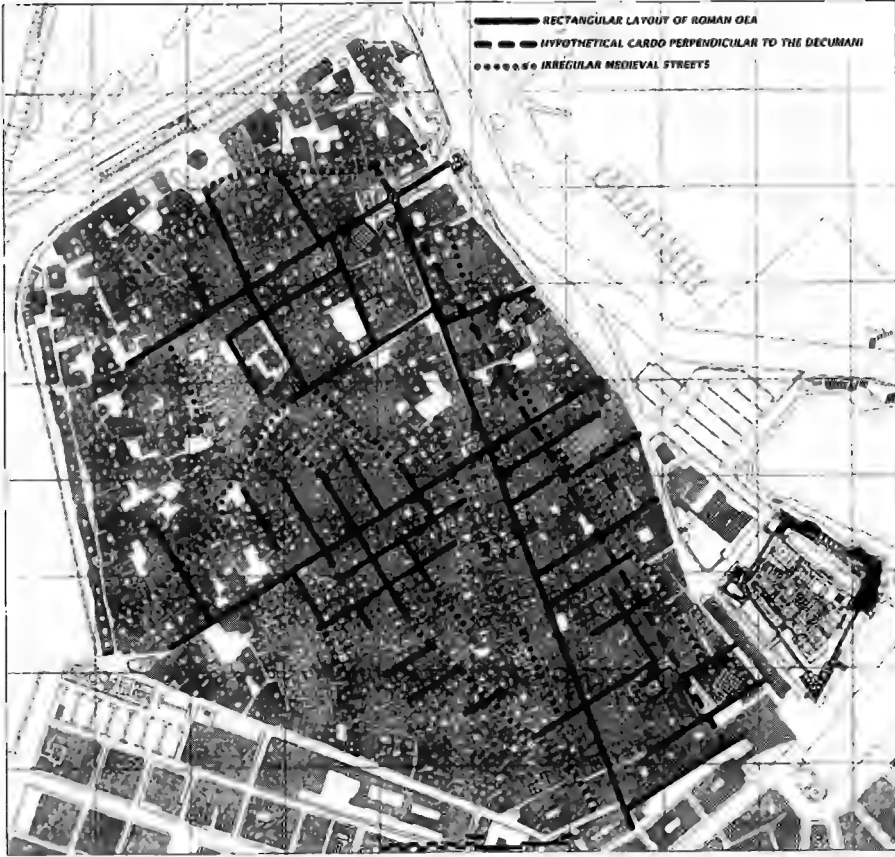 RECTANGULAR LAYOUT OF ROMAN OEA
HYPOTHETICAL CARDO PERPENDICULAR TO THE DECUMANI
IRREGULAR MEDIEVAL STREETS